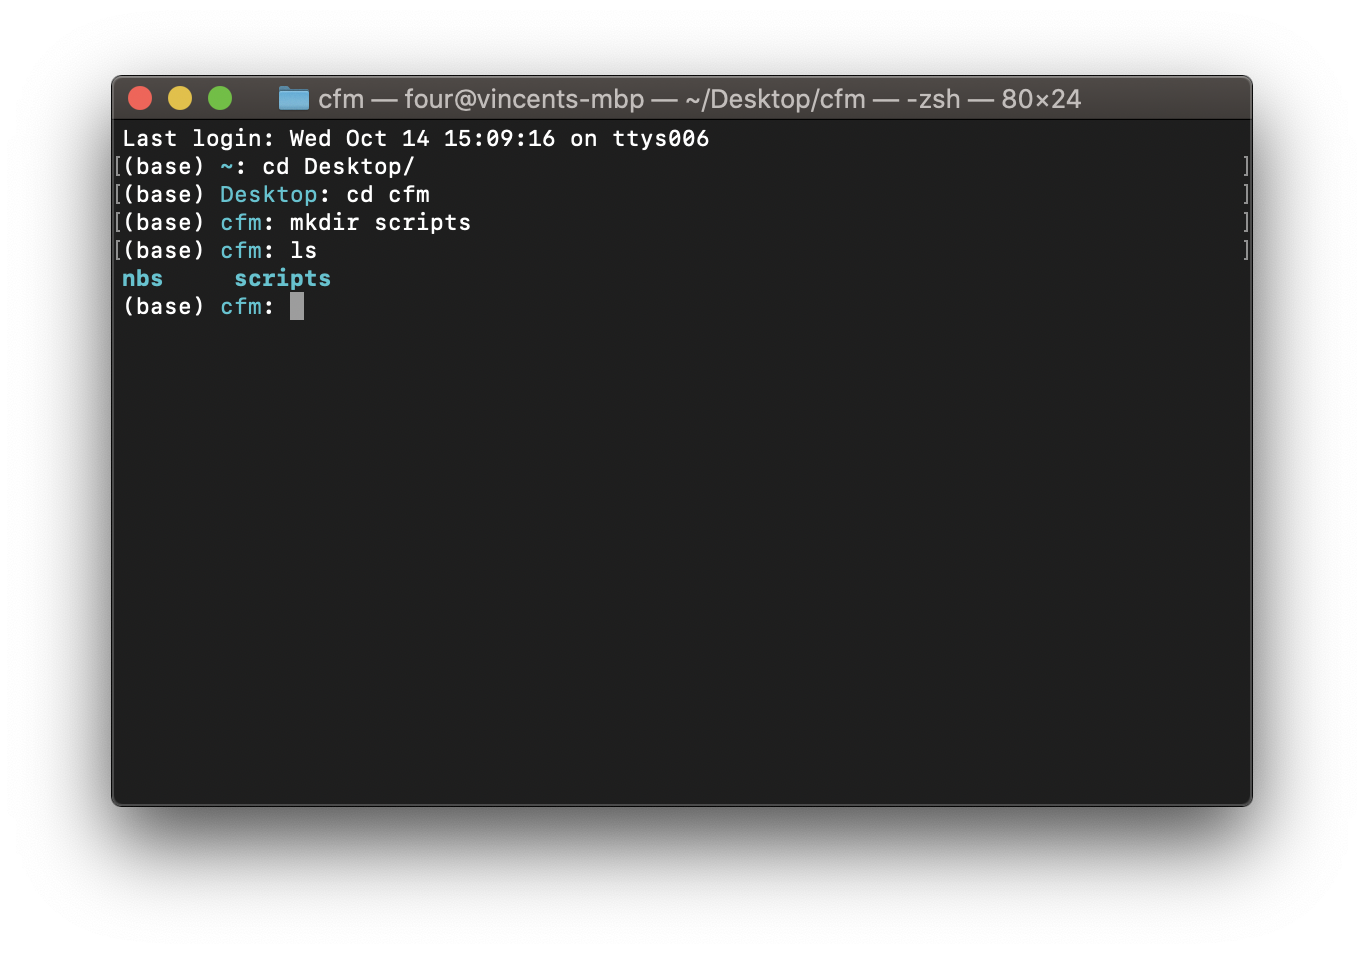 cfm — four@vincents-mbp — ~/Desktop/cfm — -zsh — 80×24
Last login: Wed Oct 14 15:09:16 on ttys006
[(base) ~: cd Desktop/ ]
[(base) Desktop: cd cfm ]
[(base) cfm: mkdir scripts ]
[(base) cfm: ls ]
nbs     scripts
(base) cfm: